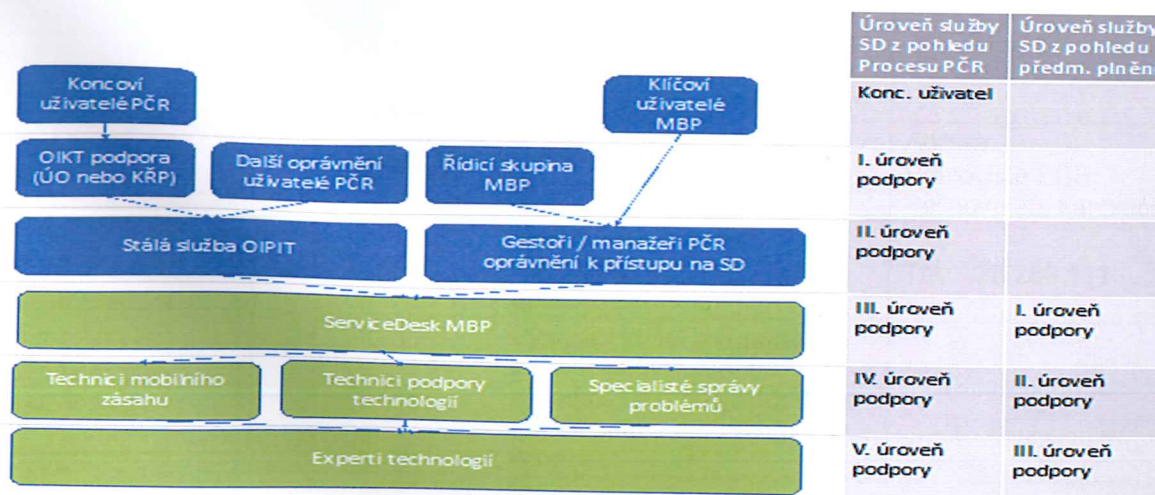 Úroveň služby
SD z pohledu
Procesu PČR
Úroveň služby
SD z pohledu
předm. plněn
Koncoví
uživatelé PČR
Klíčoví
uživatelé
MBP
Konc. uživatel
OIKT podpora
(ÚO nebo KŘP)
Další oprávnění
uživatelé PČR
Řídicí skupina
MBP
I. úroveň
podpory
Stálá služba OIPIT
Gestoři / manažeři PČR
oprávnění k přístupu na SD
II. úroveň
podpory
ServiceDesk MBP
III. úroveň
podpory
I. úroveň
podpory
Technici mobilního
zásahu
Technici podpory
technologií
Specialisté správy
problémů
IV. úroveň
podpory
II. úroveň
podpory
Experti technologií
V. úroveň
podpory
III. úroveň
podpory